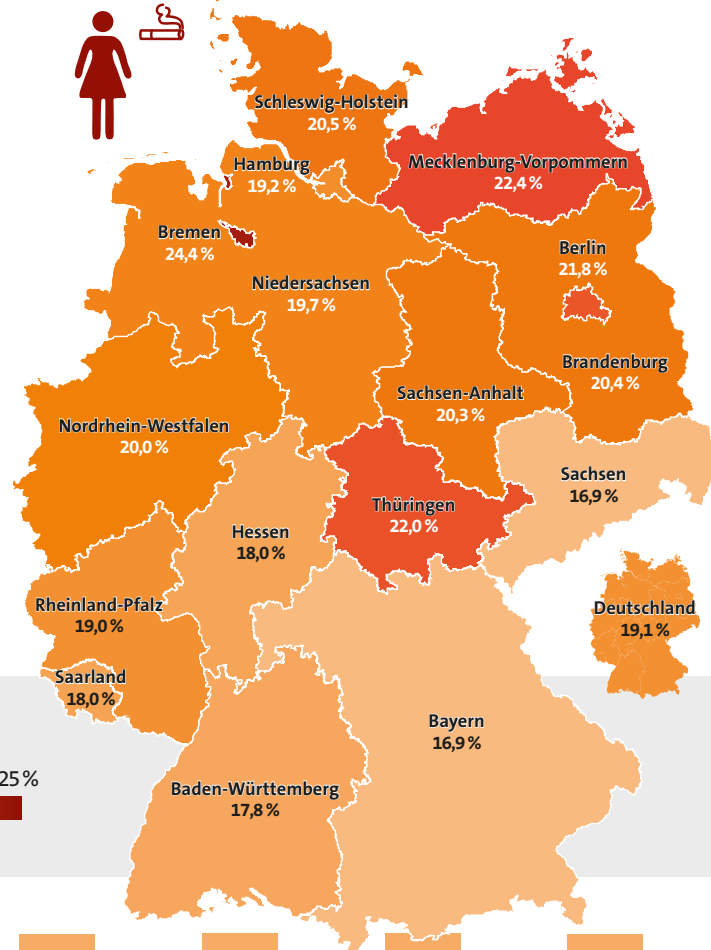 Schleswig-Holstein
20,5 %
Hamburg
19,2 %
Mecklenburg-Vorpommern
22,4 %
Bremen
24,4 %
Berlin
21,8 %
Niedersachsen
19,7 %
Brandenburg
20,4 %
Sachsen-Anhalt
20,3 %
Nordrhein-Westfalen
20,0 %
Sachsen
16,9 %
Thüringen
22,0 %
Hessen
18,0 %
Rheinland-Pfalz
19,0 %
Deutschland
19,1 %
Saarland
18,0 %
Bayern
16,9 %
25 %
Baden-Württemberg
17,8 %